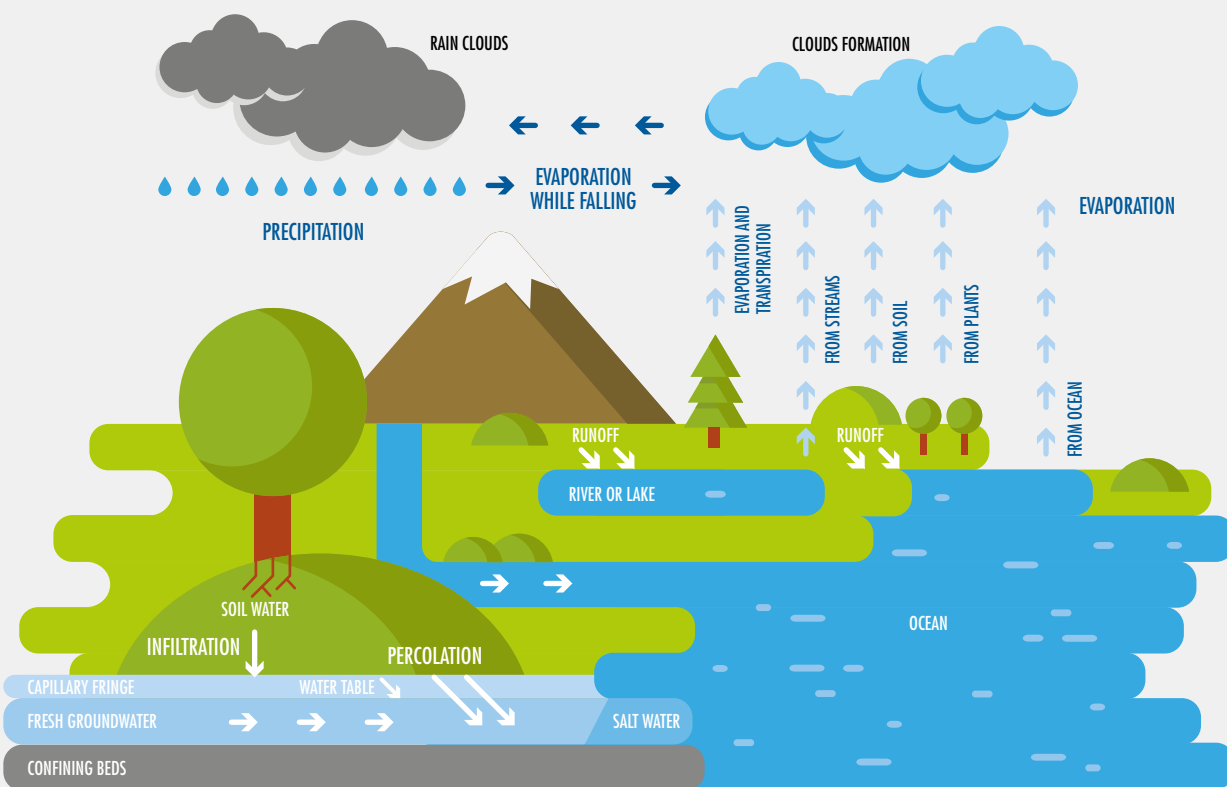 RAIN CLOUDS
CLOUDS FORMATION
EVAPORATION
WHILE FALLING
PRECIPITATION
EVAPORATION
EVAPORATION AND
TRANSPIRATION
FROM STREAMS
FROM SOIL
FROM PLANTS
FROM OCEAN
RUNOFF
RUNOFF
RIVER OR LAKE
SOIL WATER
OCEAN
INFILTRATION
PERCOLATION
CAPILLARY FRINGE
WATER TABLE
FRESH GROUNDWATER
SALT WATER
CONFINING BEDS